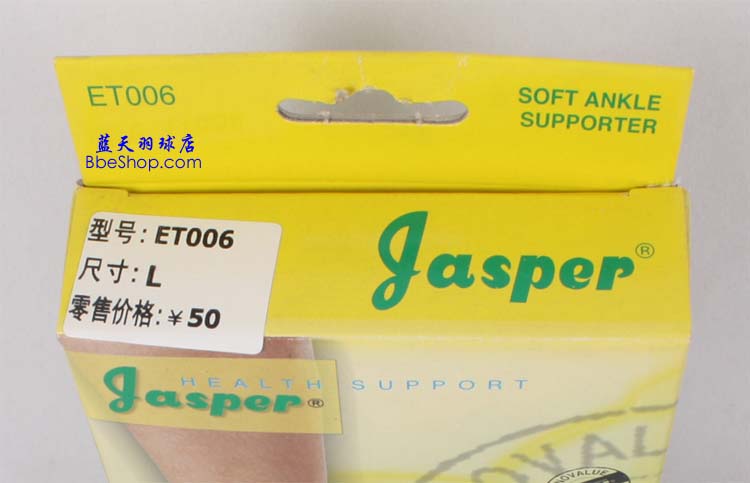 ET006
SOFT ANKLE
SUPPORTER
蓝天羽球店
BbeShop.com
型号: ET006
尺寸: L
零售价格: ¥ 50
Jasper®
HEALTH SUPPORT
Jasper®